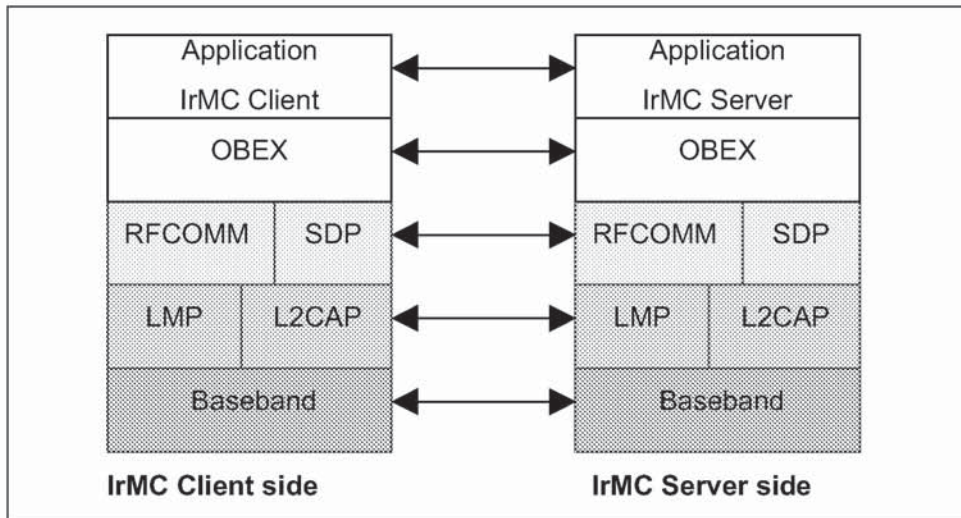 Application
IrMC Client
OBEX
RFCOMM SDP
LMP L2CAP
Baseband
IrMC Client side
Application
IrMC Server
OBEX
RFCOMM SDP
LMP L2CAP
Baseband
IrMC Server side